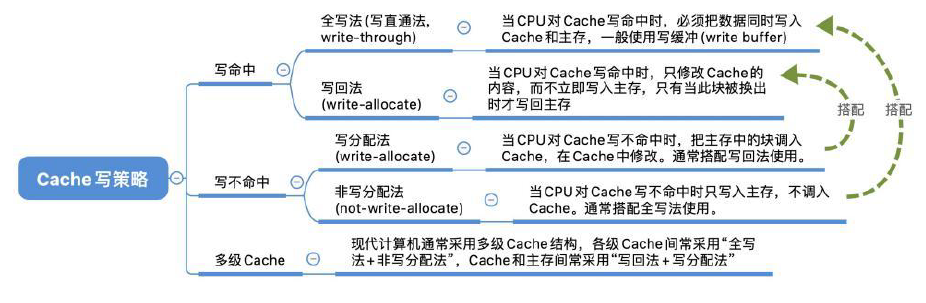 全写法(写直通法,
write-through)
当CPU对Cache写命中时，必须把数据同时写入
Cache和主存，一般使用写缓冲(write buffer)
写命中
写回法
(write-allocate)
当CPU对Cache写命中时，只修改Cache的
内容，而不立即写入主存，只有当此块被换出
时才写回主存
搭配
搭配
Cache写策略
写不命中
写分配法
(write-allocate)
当CPU对Cache写不命中时，把主存中的块调入
Cache，在Cache中修改。通常搭配写回法使用。
非写分配法
(not-write-allocate)
当CPU对Cache写不命中时只写入主存，不调入
Cache。通常搭配全写法使用。
多级Cache
现代计算机通常采用多级Cache结构，各级Cache间常采用“全写
法+非写分配法”，Cache和主存间常采用“写回法+写分配法”